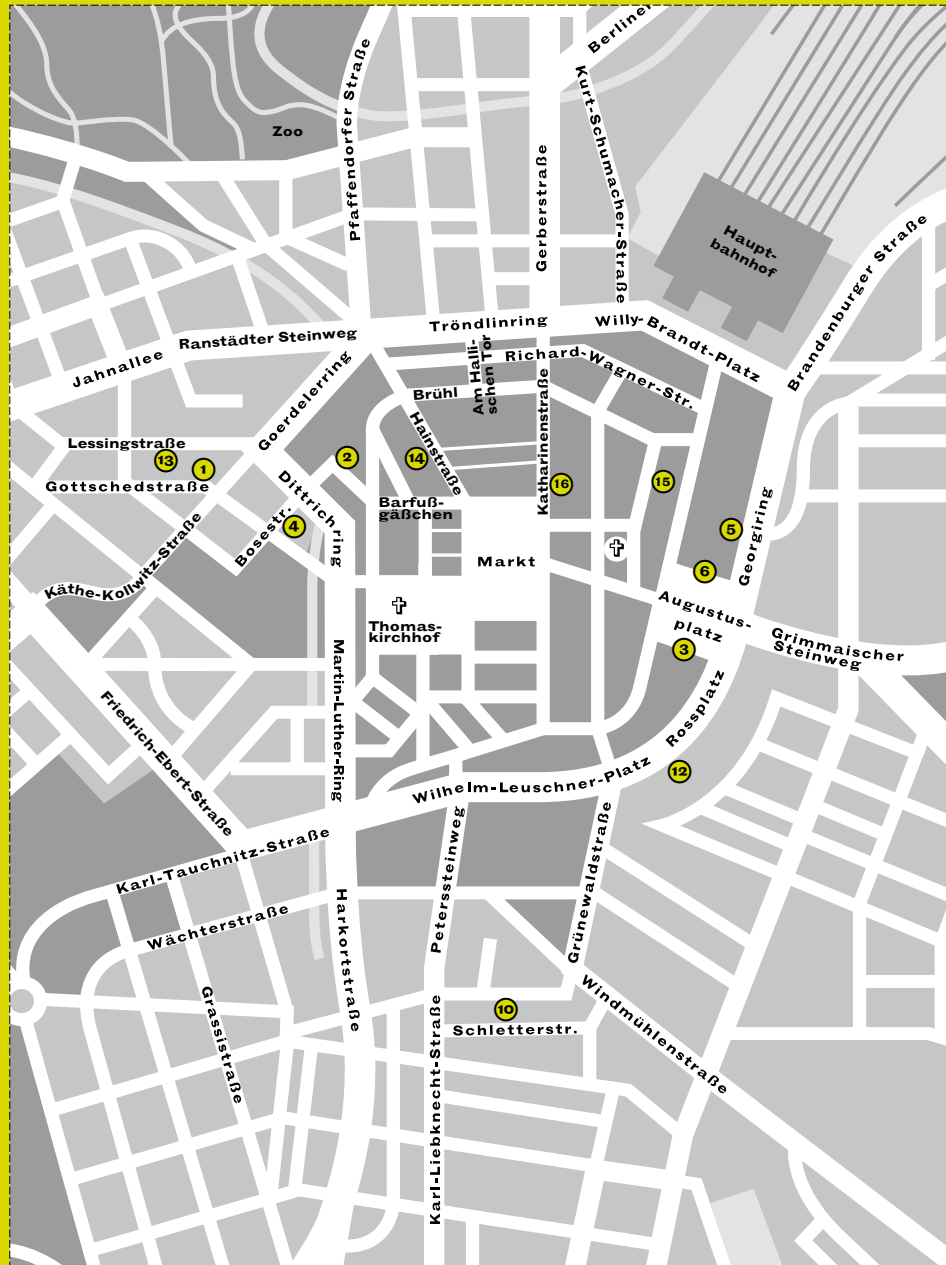 Berliner
Pfaffendorfer Straße
Kurt-Schumacher-Straße
Zoo
Gerberstraße
Haupt-
bahnhof
Brandenburger Straße
Tröndlinring
Willy-Brandt-Platz
Ranstädter Steinweg
Jahnallee
Am Halli-
schen Tor
Richard-Wagner-Str.
Goerdelerring
Brühl
Hainstraße
Katharinenstraße
Lessingstraße
13
1
2
14
16
15
Gottschedstraße
Dittrichring
Bosestr.
4
Barfuß-
gäßchen
5
Georgiring
Markt
6
Käthe-Kollwitz-Straße
Augustus-
platz
Thomas-
kirchhof
3
Grimmaischer
Steinweg
Martin-Luther-Ring
Rossplatz
Friedrich-Ebert-Straße
12
Wilhelm-Leuschner-Platz
Karl-Tauchnitz-Straße
Peterssteinweg
Grünewaldstraße
Wächterstraße
Harkortstraße
Windmühlenstraße
Grassistraße
10
Schletterstr.
Karl-Liebknecht-Straße